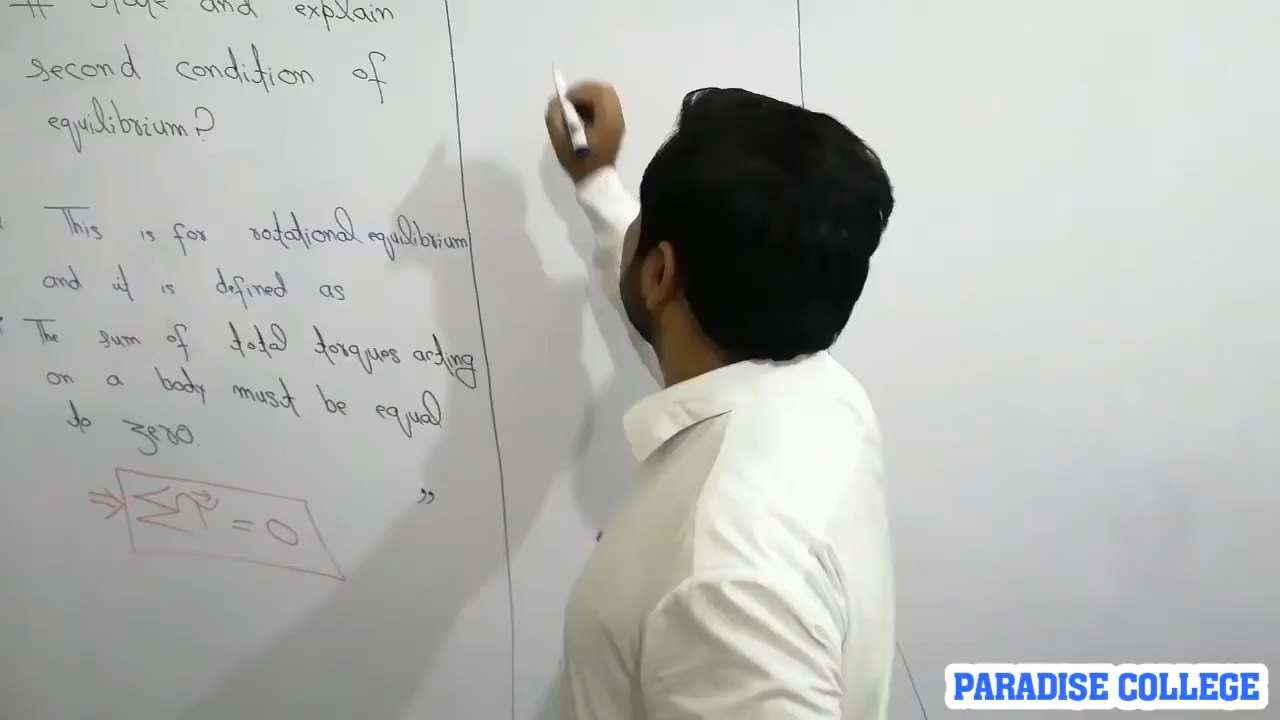 # State and explain
second condition of
equilibrium?
This is for rotational equilibrium
and it is defined as
The sum of total torques acting
on a body must be equal
to zero.
⇒ Στ⃗ = 0 ”
PARADISE COLLEGE